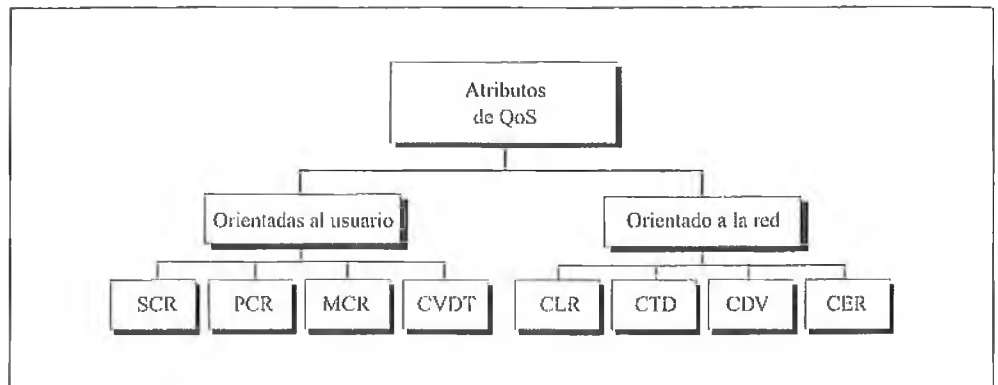 Atributos
de QoS
Orientadas al usuario
Orientado a la red
SCR
PCR
MCR
CVDT
CLR
CTD
CDV
CER